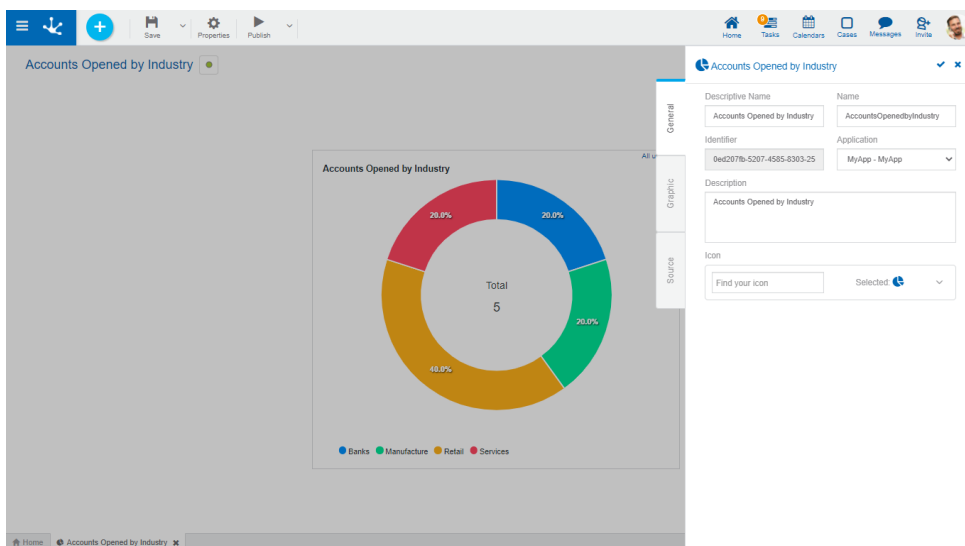 Save
Properties
Publish
Home
0
Tasks
Calendars
Cases
Messages
Invite
Accounts Opened by Industry
Accounts Opened by Industry
General
Graphic
Source
Descriptive Name
Name
Accounts Opened by Industry
AccountsOpenedbyIndustry
Identifier
Application
0ed207fb-5207-4585-8303-25
MyApp - MyApp
Description
Accounts Opened by Industry
Icon
Find your icon
Selected:
All u
Accounts Opened by Industry
20.0%
20.0%
Total
5
20.0%
40.0%
Banks Manufacture Retail Services
Home
Accounts Opened by Industry